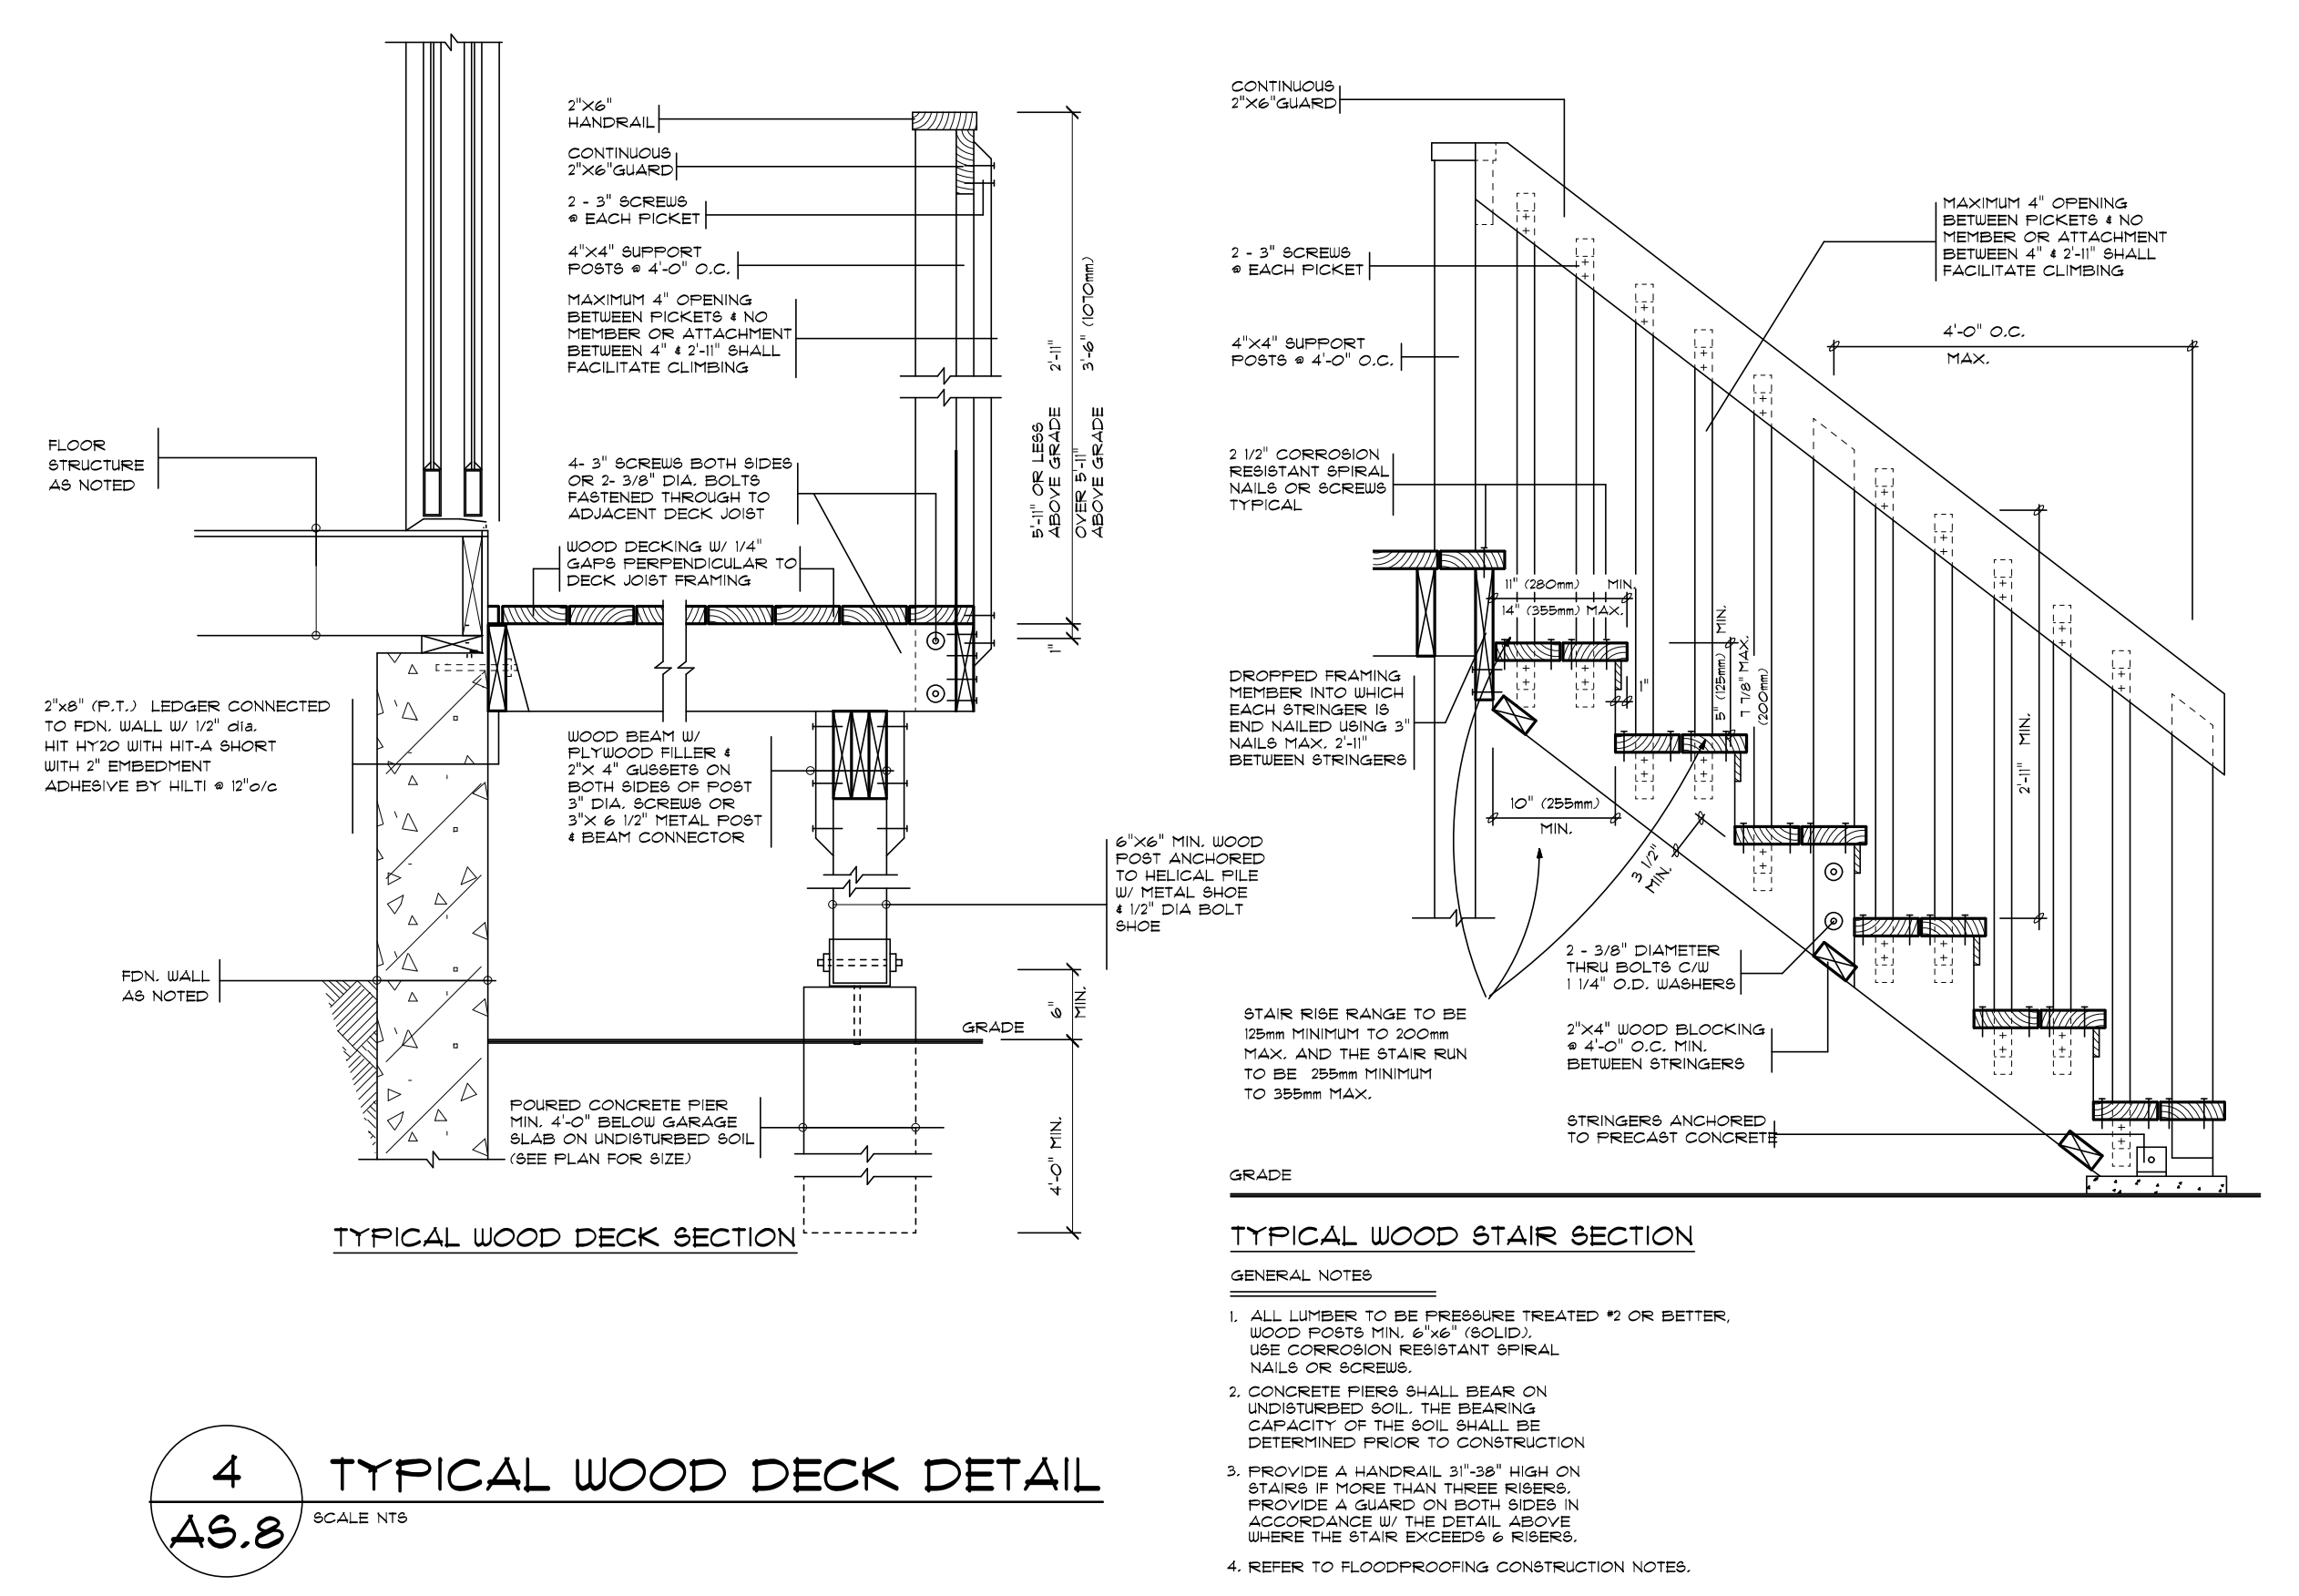 2"X6"
HANDRAIL
CONTINUOUS
2"X6"GUARD
2 - 3" SCREWS
@ EACH PICKET
4"X4" SUPPORT
POSTS @ 4'-0" O.C.
MAXIMUM 4" OPENING
BETWEEN PICKETS & NO
MEMBER OR ATTACHMENT
BETWEEN 4" & 2'-11" SHALL
FACILITATE CLIMBING
FLOOR
STRUCTURE
AS NOTED
4- 3" SCREWS BOTH SIDES
OR 2- 3/8" DIA. BOLTS
FASTENED THROUGH TO
ADJACENT DECK JOIST
WOOD DECKING W/ 1/4"
GAPS PERPENDICULAR TO
DECK JOIST FRAMING
5'-11" OR LESS
ABOVE GRADE 2'-11"
OVER 5'-11"
ABOVE GRADE
3'-6" (1070mm)
1"
2"x8" (P.T.) LEDGER CONNECTED
TO FDN. WALL W/ 1/2" dia.
HIT HY20 WITH HIT-A SHORT
WITH 2" EMBEDMENT
ADHESIVE BY HILTI @ 12"o/c
WOOD BEAM W/
PLYWOOD FILLER &
2"X 4" GUSSETS ON
BOTH SIDES OF POST
3" DIA. SCREWS OR
3"X 6 1/2" METAL POST
& BEAM CONNECTOR
6"X6" MIN. WOOD
POST ANCHORED
TO HELICAL PILE
W/ METAL SHOE
& 1/2" DIA BOLT
SHOE
FDN. WALL
AS NOTED
GRADE
6"
MIN.
POURED CONCRETE PIER
MIN. 4'-0" BELOW GARAGE
SLAB ON UNDISTURBED SOIL
(SEE PLAN FOR SIZE)
4'-0" MIN.
TYPICAL WOOD DECK SECTION
CONTINUOUS
2"X6"GUARD
2 - 3" SCREWS
@ EACH PICKET
4"X4" SUPPORT
POSTS @ 4'-0" O.C.
MAXIMUM 4" OPENING
BETWEEN PICKETS & NO
MEMBER OR ATTACHMENT
BETWEEN 4" & 2'-11" SHALL
FACILITATE CLIMBING
4'-0" O.C.
MAX.
2 1/2" CORROSION
RESISTANT SPIRAL
NAILS OR SCREWS
TYPICAL
11" (280mm) MIN.
14" (355mm) MAX.
1"
5" (125mm) MIN.
7 7/8" MAX.
(200mm)
DROPPED FRAMING
MEMBER INTO WHICH
EACH STRINGER IS
END NAILED USING 3"
NAILS MAX. 2'-11"
BETWEEN STRINGERS
10" (255mm)
MIN.
3 1/2"
MIN.
2'-11" MIN.
STAIR RISE RANGE TO BE
125mm MINIMUM TO 200mm
MAX. AND THE STAIR RUN
TO BE 255mm MINIMUM
TO 355mm MAX.
2 - 3/8" DIAMETER
THRU BOLTS C/W
1 1/4" O.D. WASHERS
2"X4" WOOD BLOCKING
@ 4'-0" O.C. MIN.
BETWEEN STRINGERS
STRINGERS ANCHORED
TO PRECAST CONCRETE
GRADE
TYPICAL WOOD STAIR SECTION
GENERAL NOTES
1. ALL LUMBER TO BE PRESSURE TREATED #2 OR BETTER,
WOOD POSTS MIN. 6"x6" (SOLID).
USE CORROSION RESISTANT SPIRAL
NAILS OR SCREWS.
2. CONCRETE PIERS SHALL BEAR ON
UNDISTURBED SOIL. THE BEARING
CAPACITY OF THE SOIL SHALL BE
DETERMINED PRIOR TO CONSTRUCTION
3. PROVIDE A HANDRAIL 31"-38" HIGH ON
STAIRS IF MORE THAN THREE RISERS.
PROVIDE A GUARD ON BOTH SIDES IN
ACCORDANCE W/ THE DETAIL ABOVE
WHERE THE STAIR EXCEEDS 6 RISERS.
4. REFER TO FLOODPROOFING CONSTRUCTION NOTES.
4
AS.8
TYPICAL WOOD DECK DETAIL
SCALE NTS